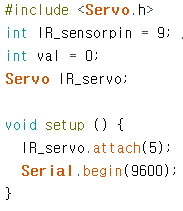 #include <Servo.h>
int IR_sensorpin = 9; .
int val = 0;
Servo IR_servo;
void setup () {
IR_servo.attach(5);
Serial.begin(9600);
}